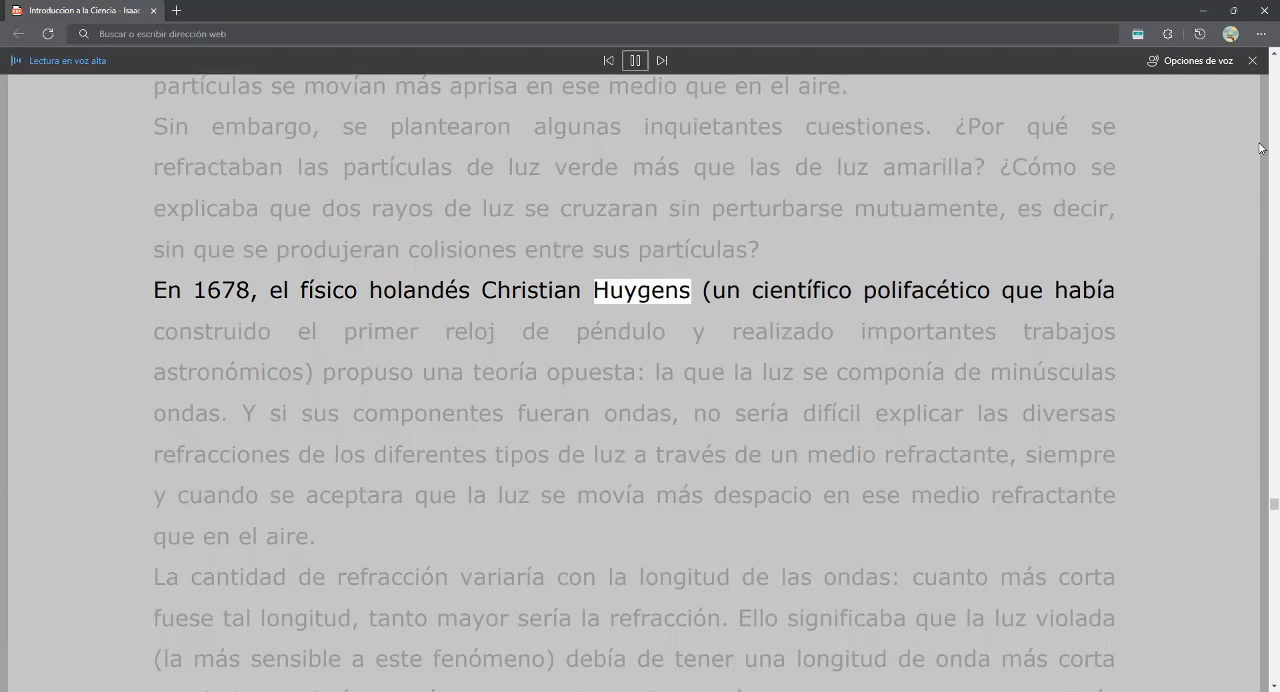 Introduccion a la Ciencia - Isaac
Buscar o escribir dirección web
Lectura en voz alta
Opciones de voz
partículas se movían más aprisa en ese medio que en el aire.
Sin embargo, se plantearon algunas inquietantes cuestiones. ¿Por qué se
refractaban las partículas de luz verde más que las de luz amarilla? ¿Cómo se
explicaba que dos rayos de luz se cruzaran sin perturbarse mutuamente, es decir,
sin que se produjeran colisiones entre sus partículas?
En 1678, el físico holandés Christian Huygens (un científico polifacético que había
construido el primer reloj de péndulo y realizado importantes trabajos
astronómicos) propuso una teoría opuesta: la que la luz se componía de minúsculas
ondas. Y si sus componentes fueran ondas, no sería difícil explicar las diversas
refracciones de los diferentes tipos de luz a través de un medio refractante, siempre
y cuando se aceptara que la luz se movía más despacio en ese medio refractante
que en el aire.
La cantidad de refracción variaría con la longitud de las ondas: cuanto más corta
fuese tal longitud, tanto mayor sería la refracción. Ello significaba que la luz violada
(la más sensible a este fenómeno) debía de tener una longitud de onda más corta